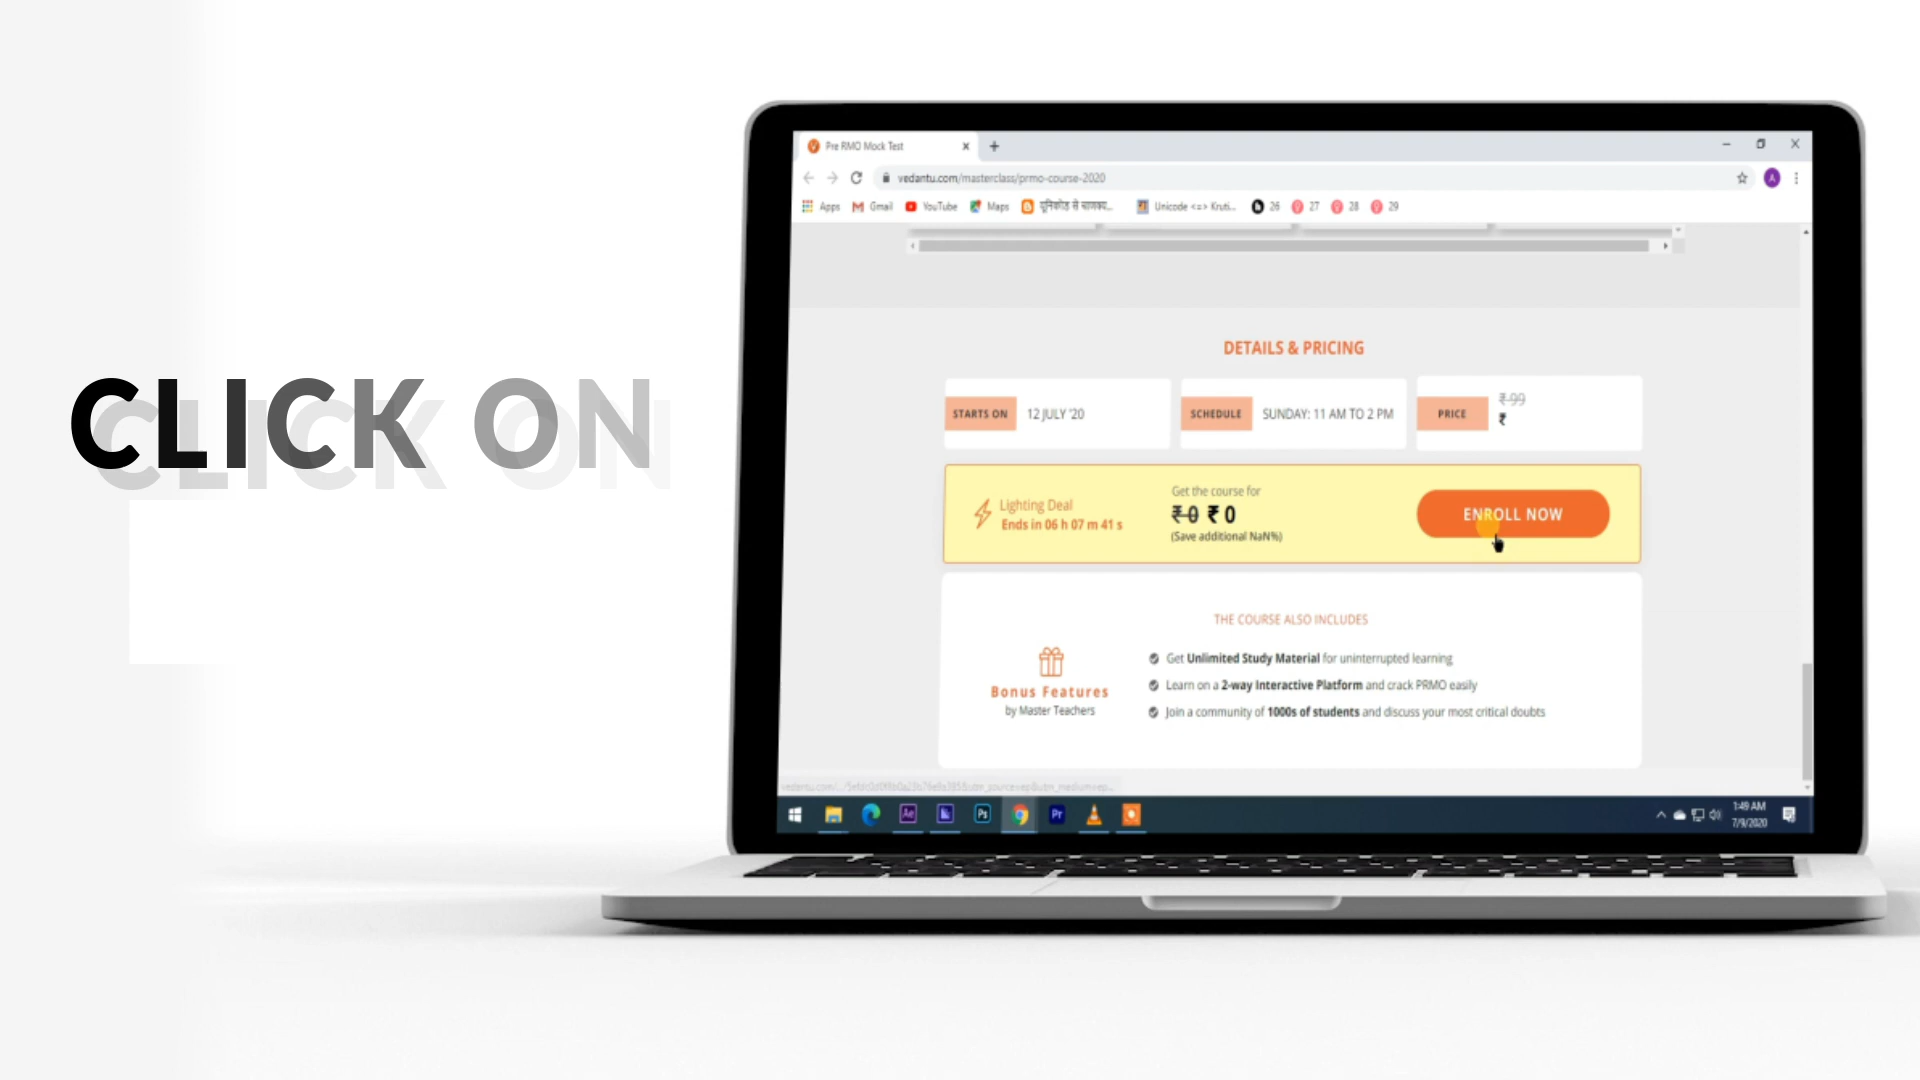 CLICK ON
Pre RMO Mock Test
vedantu.com/masterclass/prmo-course-2020
Apps Gmail YouTube Maps यूनिकोड से चाणक्य... Unicode <=> Kruti... 26 27 28 29
DETAILS & PRICING
STARTS ON 12 JULY '20
SCHEDULE SUNDAY: 11 AM TO 2 PM
PRICE ₹ 99
₹
Lighting Deal
Ends in 06 h 07 m 41 s
Get the course for
₹ 0 ₹ 0
(Save additional NaN%)
ENROLL NOW
THE COURSE ALSO INCLUDES
Bonus Features
by Master Teachers
Get Unlimited Study Material for uninterrupted learning
Learn on a 2-way Interactive Platform and crack PRMO easily
Join a community of 1000s of students and discuss your most critical doubts
Ae Ps Pr
1:49 AM
7/9/2020